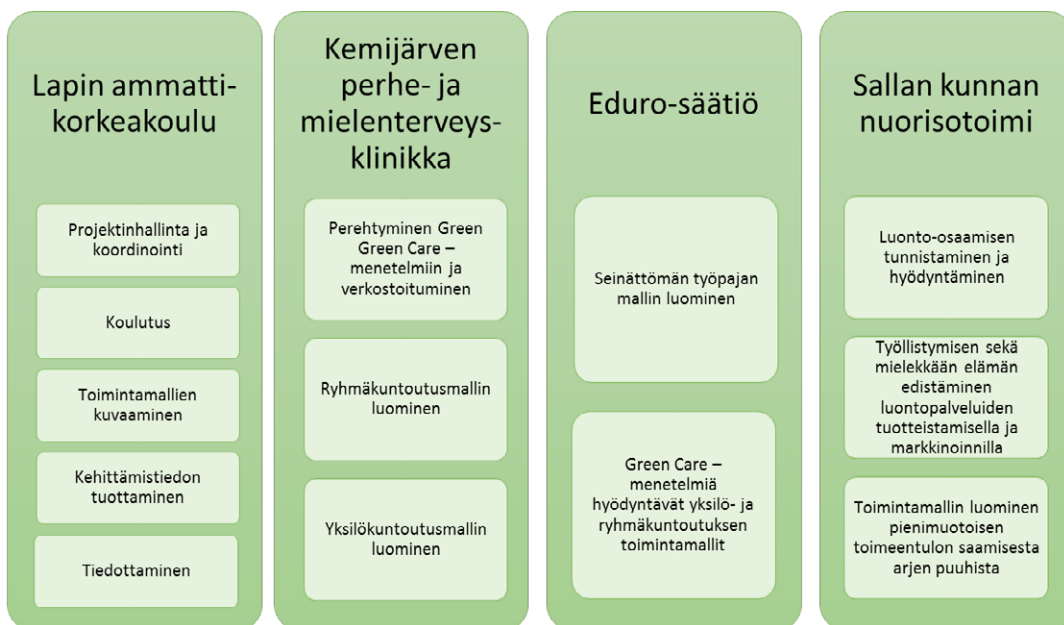 Lapin ammatti-
korkeakoulu
Projektinhallinta ja
koordinointi
Koulutus
Toimintamallien
kuvaaminen
Kehittämistiedon
tuottaminen
Tiedottaminen
Kemijärven
perhe- ja
mielenterveys-
klinikka
Perehtyminen Green
Green Care –
menetelmiin ja
verkostoituminen
Ryhmäkuntoutusmallin
luominen
Yksilökuntoutusmallin
luominen
Eduro-säätiö
Seinättömän työpajan
mallin luominen
Green Care –
menetelmiä
hyödyntävät yksilö- ja
ryhmäkuntoutuksen
toimintamallit
Sallan kunnan
nuorisotoimi
Luonto-osaamisen
tunnistaminen ja
hyödyntäminen
Työllistymisen sekä
mielekkään elämän
edistäminen
luontopalveluiden
tuotteistamisella ja
markkinoinnilla
Toimintamallin luominen
pienimuotoisen
toimeentulon saamisesta
arjen puuhista